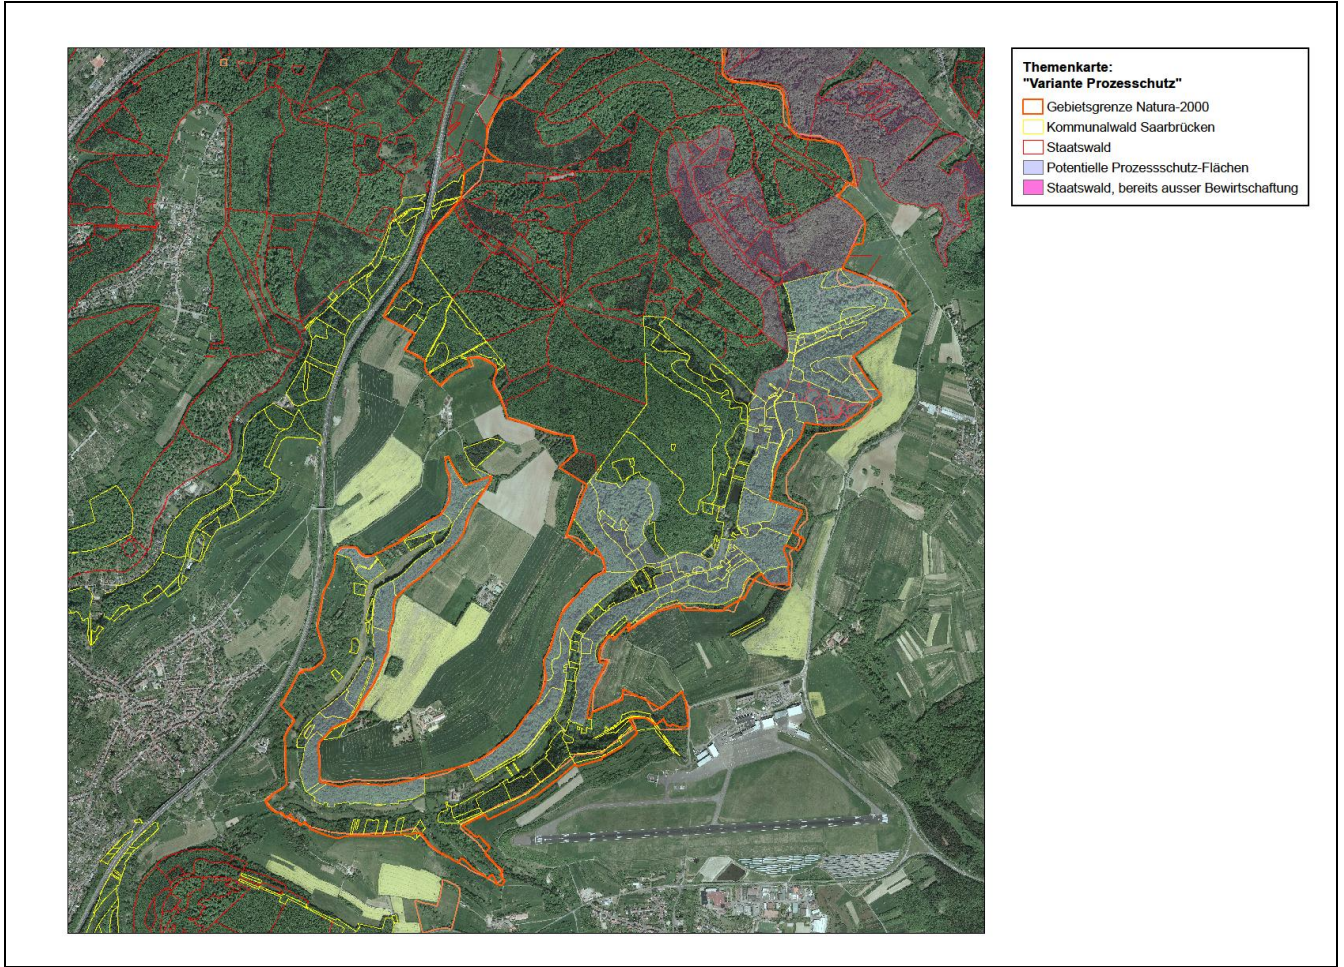 Themenkarte:
"Variante Prozesschutz"
Gebietsgrenze Natura-2000
Kommunalwald Saarbrücken
Staatswald
Potentielle Prozessschutz-Flächen
Staatswald, bereits ausser Bewirtschaftung